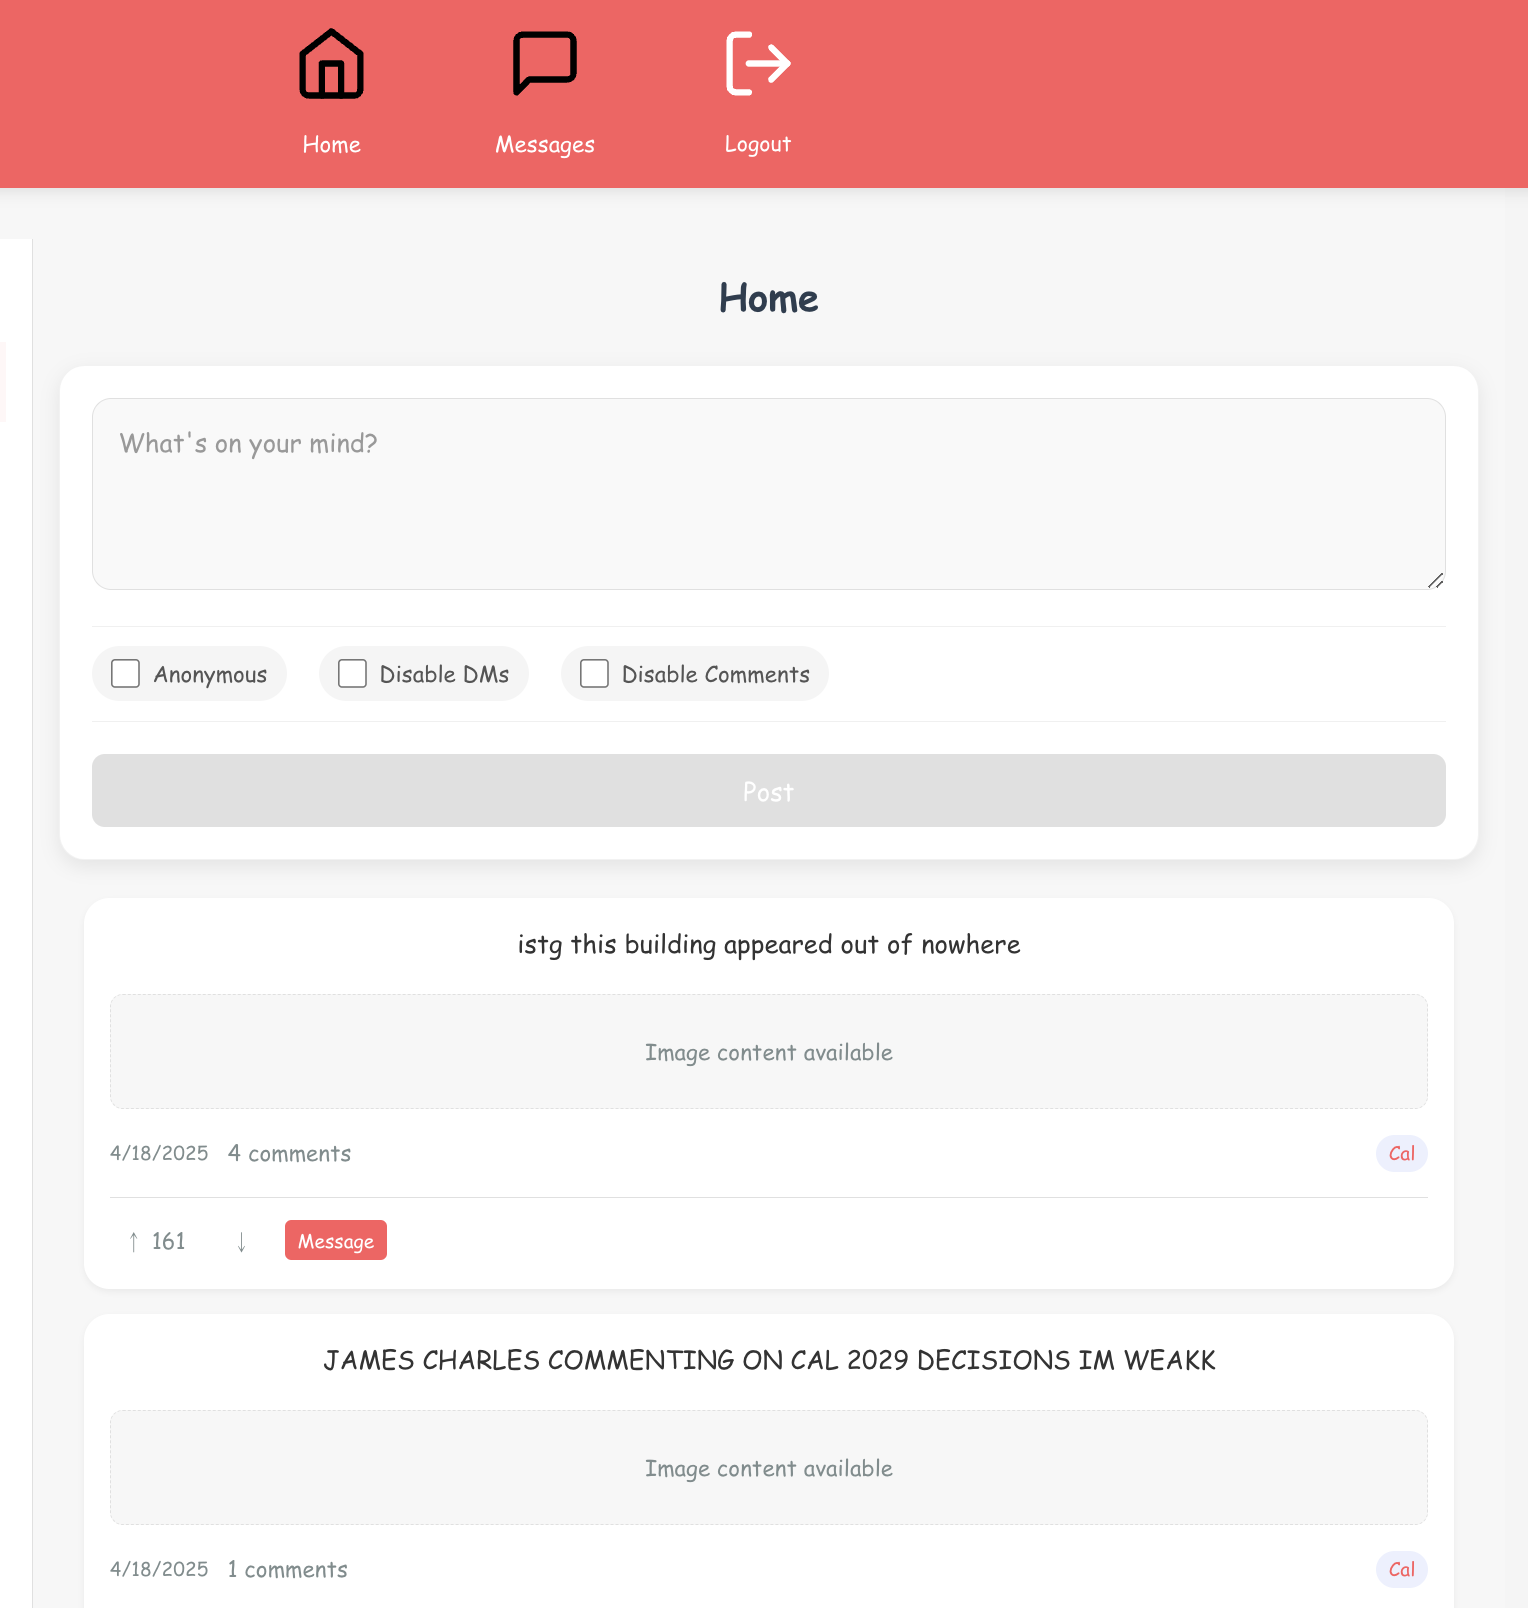 Home
Messages
Logout
Home
What's on your mind?
Anonymous
Disable DMs
Disable Comments
Post
istg this building appeared out of nowhere
Image content available
4/18/2025 4 comments
Cal
↑ 161 ↓ Message
JAMES CHARLES COMMENTING ON CAL 2029 DECISIONS IM WEAKK
Image content available
4/18/2025 1 comments
Cal